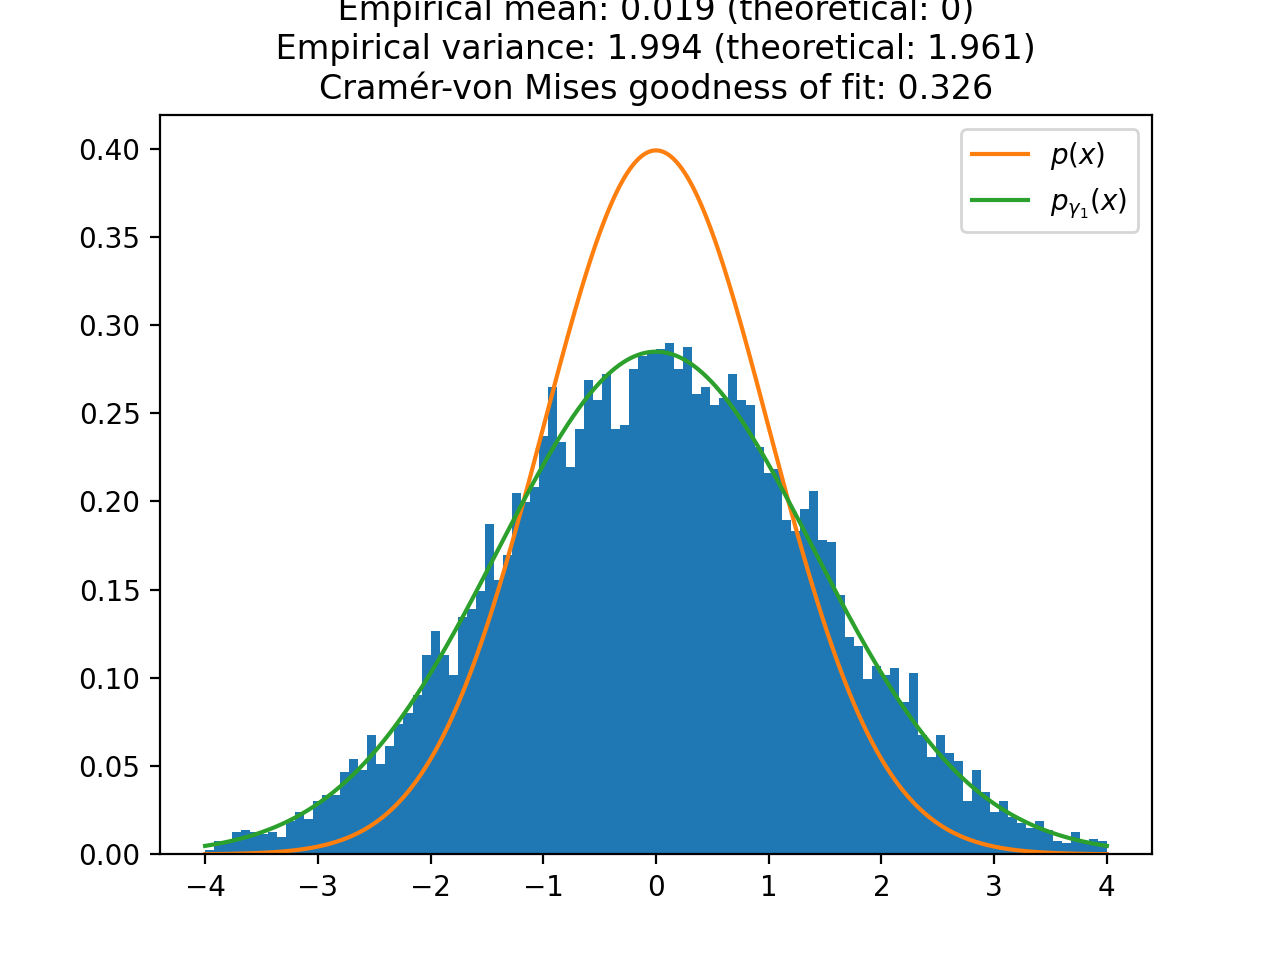 Empirical mean: 0.019 (theoretical: 0)
Empirical variance: 1.994 (theoretical: 1.961)
Cramér-von Mises goodness of fit: 0.326
p(x)
p_{γ_1}(x)
0.40
0.35
0.30
0.25
0.20
0.15
0.10
0.05
0.00
−4 −3 −2 −1 0 1 2 3 4